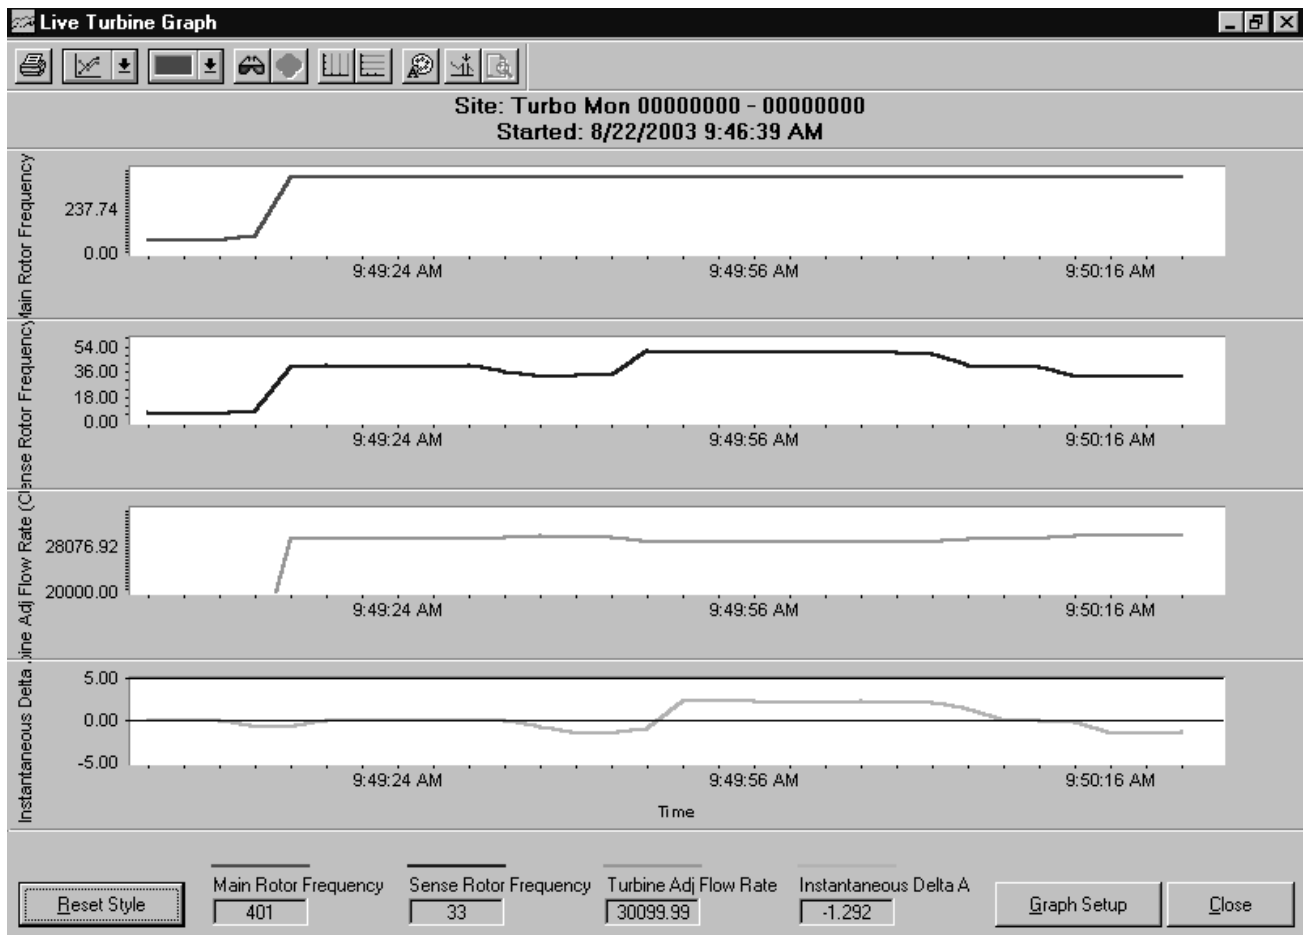 Live Turbine Graph
Site: Turbo Mon 00000000 - 00000000
Started: 8/22/2003 9:46:39 AM
Main Rotor Frequency
237.74
0.00
9:49:24 AM
9:49:56 AM
9:50:16 AM
Sense Rotor Frequency
54.00
36.00
18.00
0.00
9:49:24 AM
9:49:56 AM
9:50:16 AM
bine Adj Flow Rate (C
28076.92
20000.00
9:49:24 AM
9:49:56 AM
9:50:16 AM
Instantaneous Delta
5.00
0.00
-5.00
9:49:24 AM
9:49:56 AM
9:50:16 AM
Time
Reset Style
Main Rotor Frequency
401
Sense Rotor Frequency
33
Turbine Adj Flow Rate
30099.99
Instantaneous Delta A
-1.292
Graph Setup
Close